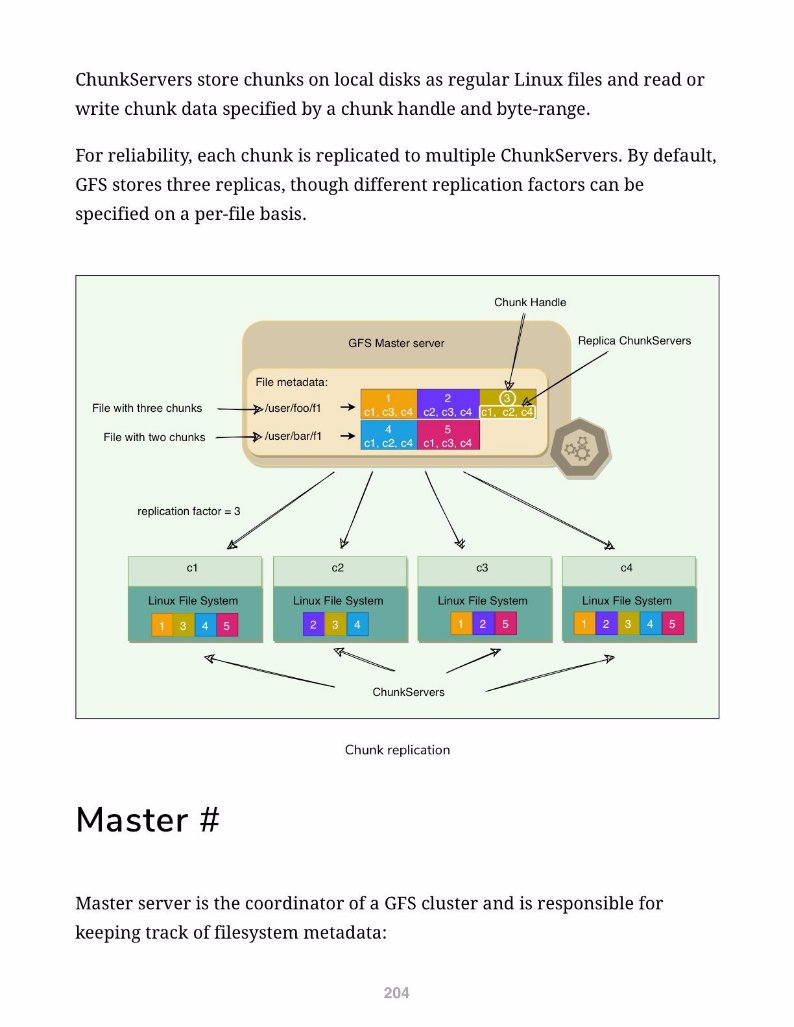 ChunkServers store chunks on local disks as regular Linux files and read or
write chunk data specified by a chunk handle and byte-range.
For reliability, each chunk is replicated to multiple ChunkServers. By default,
GFS stores three replicas, though different replication factors can be
specified on a per-file basis.
Chunk Handle
GFS Master server
Replica ChunkServers
File metadata:
File with three chunks
/user/foo/f1
1
c1, c3, c4
2
c2, c3, c4
3
c1, c2, c4
File with two chunks
/user/bar/f1
4
c1, c2, c4
5
c1, c3, c4
replication factor = 3
c1
c2
c3
c4
Linux File System
Linux File System
Linux File System
Linux File System
1 3 4 5
2 3 4
1 2 5
1 2 3 4 5
ChunkServers
Chunk replication
Master #
Master server is the coordinator of a GFS cluster and is responsible for
keeping track of filesystem metadata:
204